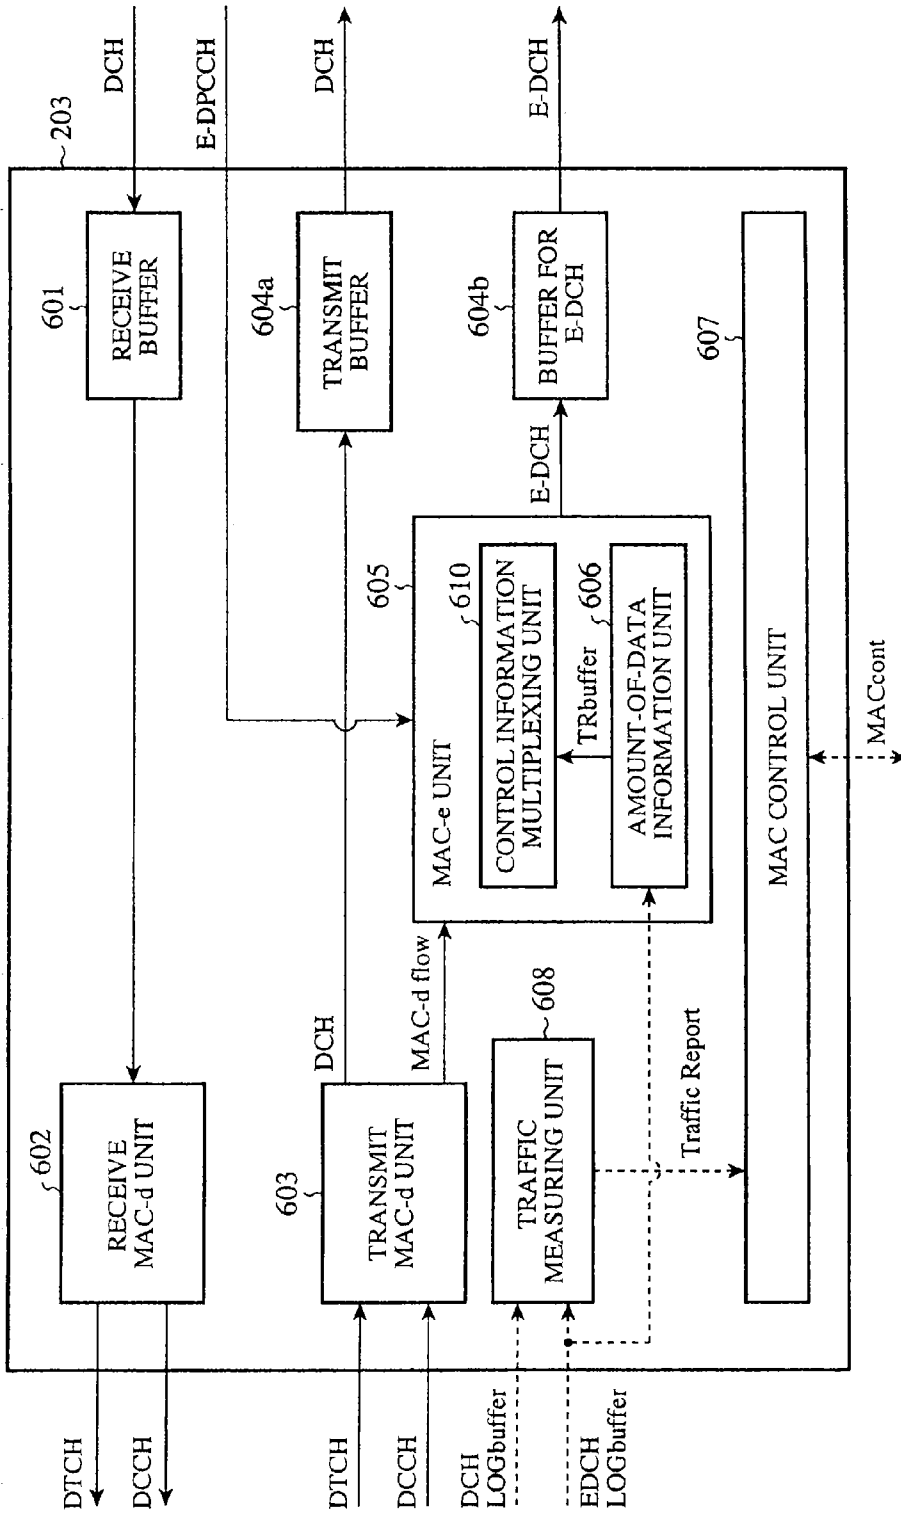 203
DCH
E-DPCCH
DCH
E-DCH
601
RECEIVE
BUFFER
604a
TRANSMIT
BUFFER
604b
BUFFER FOR
E-DCH
607
E-DCH
605
MAC-e UNIT
610
CONTROL INFORMATION
MULTIPLEXING UNIT
TRbuffer
606
AMOUNT-OF-DATA
INFORMATION UNIT
MAC CONTROL UNIT
MACcont
602
RECEIVE
MAC-d UNIT
603
TRANSMIT
MAC-d UNIT
DCH
MAC-d flow
608
TRAFFIC
MEASURING UNIT
Traffic Report
DTCH
DCCH
DTCH
DCCH
DCH
LOGbuffer
EDCH
LOGbuffer